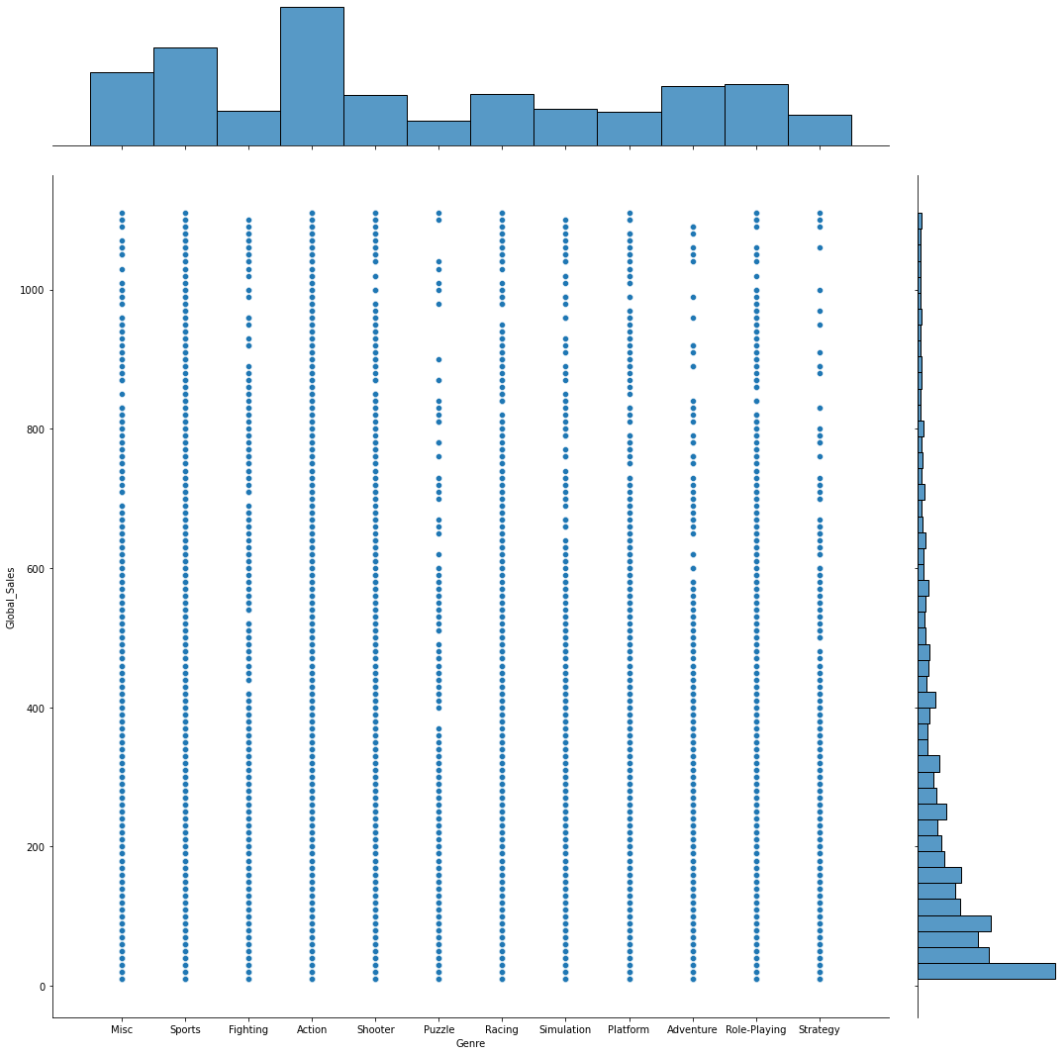 1000
800
600
400
200
0
Global_Sales
Misc Sports Fighting Action Shooter Puzzle Racing Simulation Platform Adventure Role-Playing Strategy
Genre